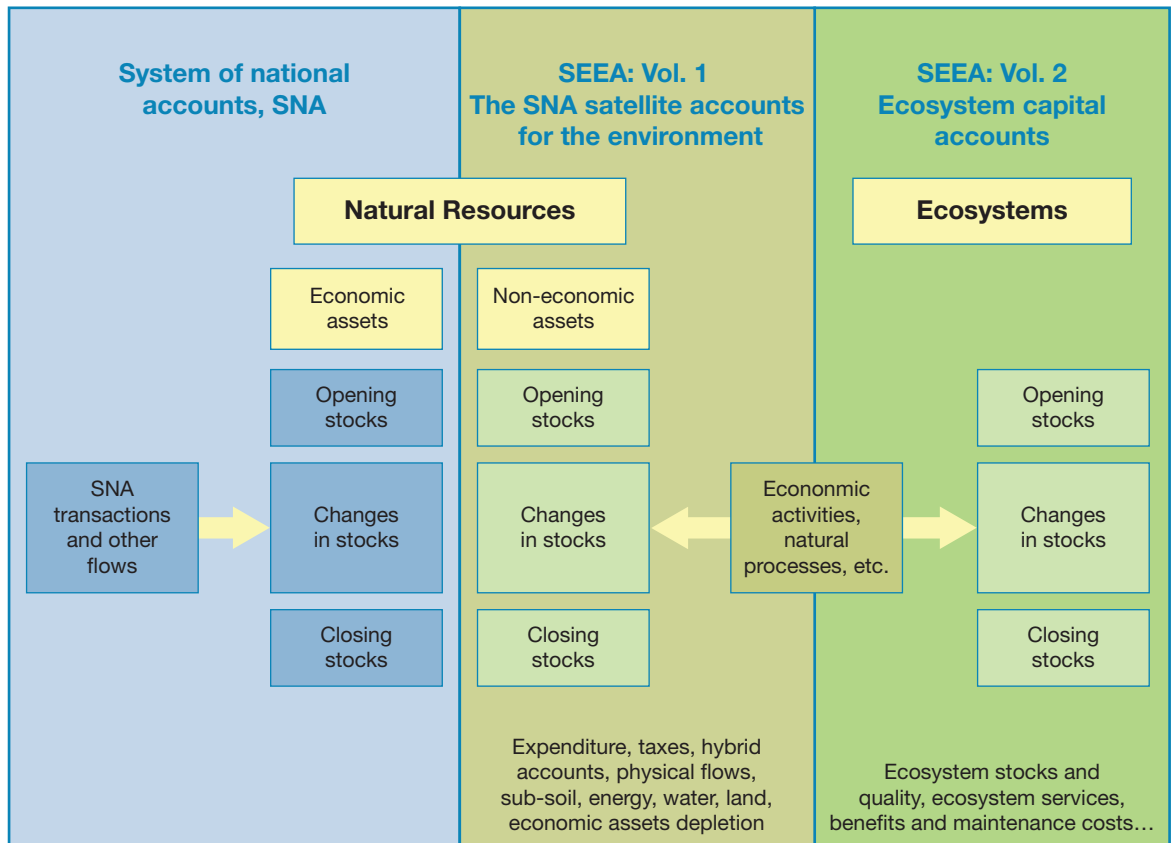 System of national
accounts, SNA
SEEA: Vol. 1
The SNA satellite accounts
for the environment
SEEA: Vol. 2
Ecosystem capital
accounts
Natural Resources
Ecosystems
Economic
assets
Non-economic
assets
Opening
stocks
Opening
stocks
Opening
stocks
SNA
transactions
and other
flows
Changes
in stocks
Changes
in stocks
Econonmic
activities,
natural
processes, etc.
Changes
in stocks
Closing
stocks
Closing
stocks
Closing
stocks
Expenditure, taxes, hybrid
accounts, physical flows,
sub-soil, energy, water, land,
economic assets depletion
Ecosystem stocks and
quality, ecosystem services,
benefits and maintenance costs…